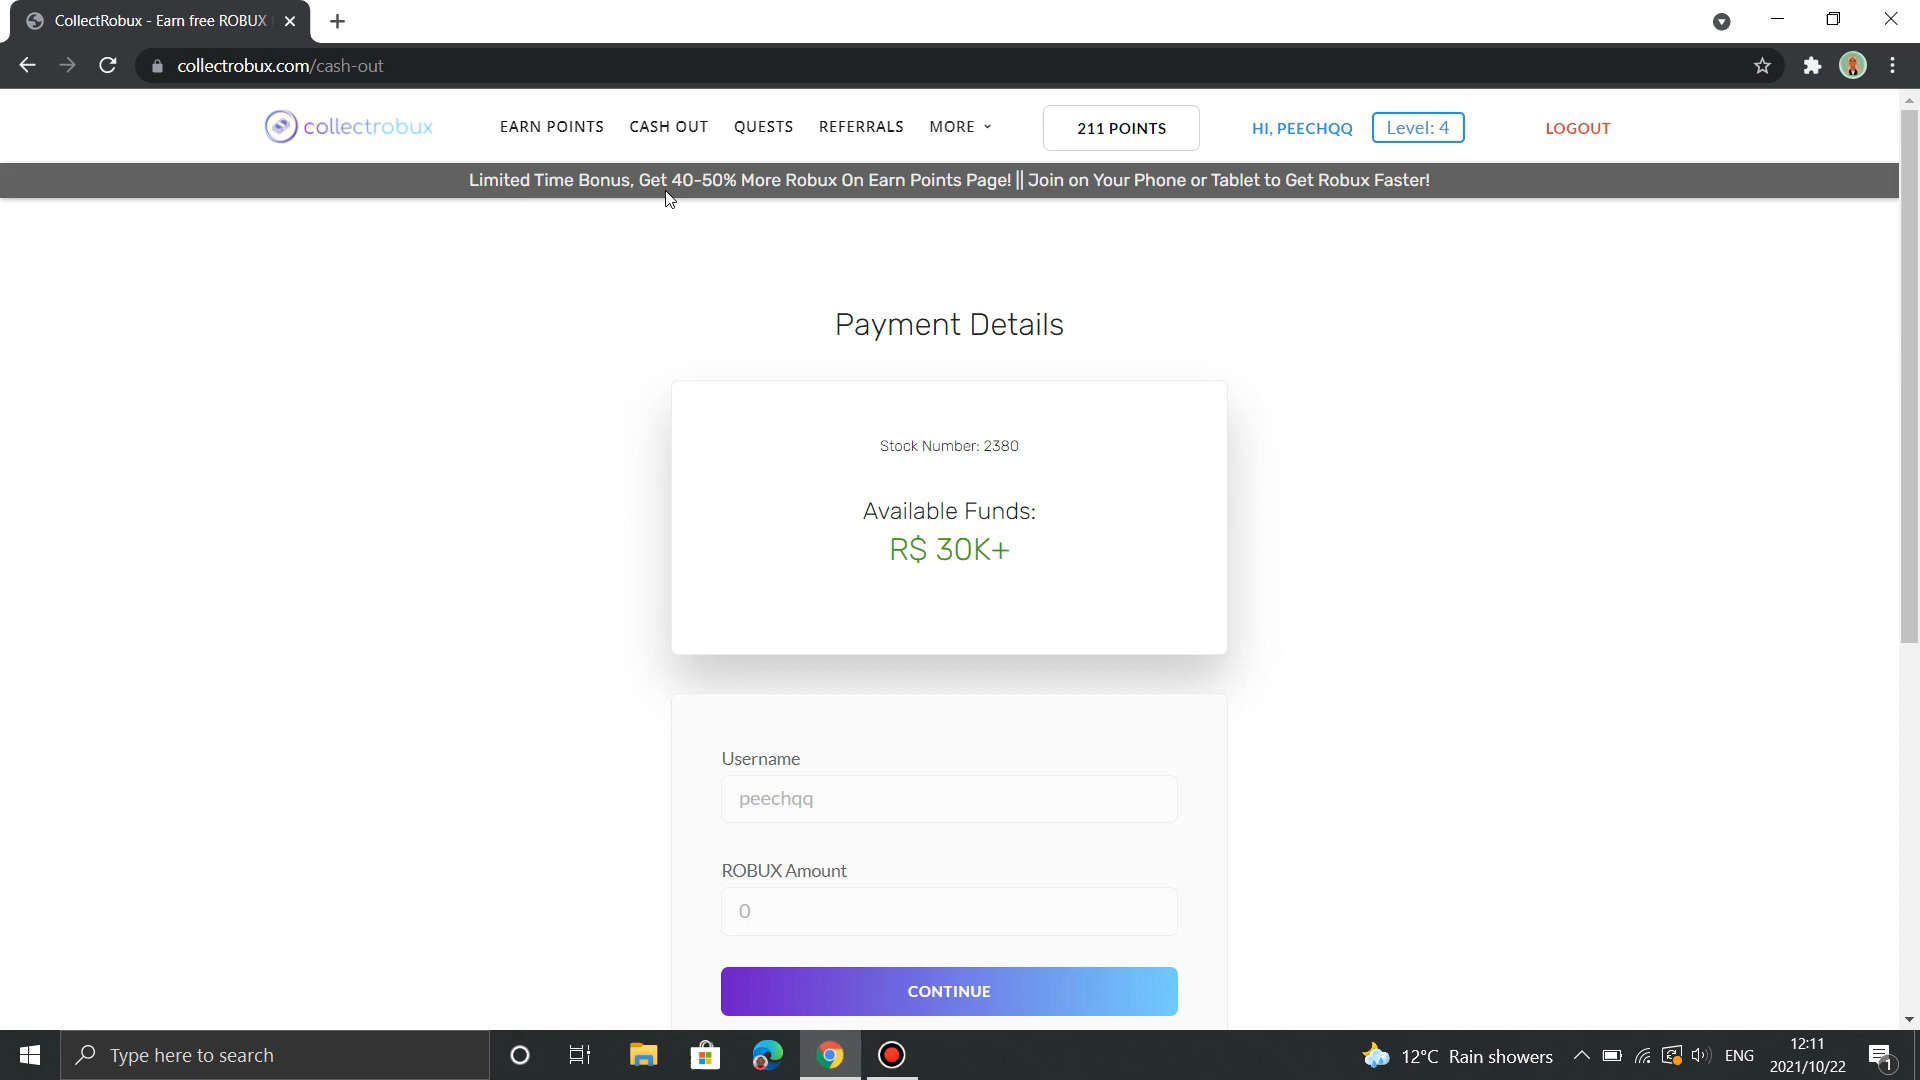 CollectRobux - Earn free ROBUX
collectrobux.com/cash-out
collectrobux
EARN POINTS
CASH OUT
QUESTS
REFERRALS
MORE
211 POINTS
HI, PEECHQQ
Level: 4
LOGOUT
Limited Time Bonus, Get 40-50% More Robux On Earn Points Page! || Join on Your Phone or Tablet to Get Robux Faster!
Payment Details
Stock Number: 2380
Available Funds:
R$ 30K+
Username
peechqq
ROBUX Amount
0
CONTINUE
Type here to search
12°C Rain showers
ENG
12:11
2021/10/22
1